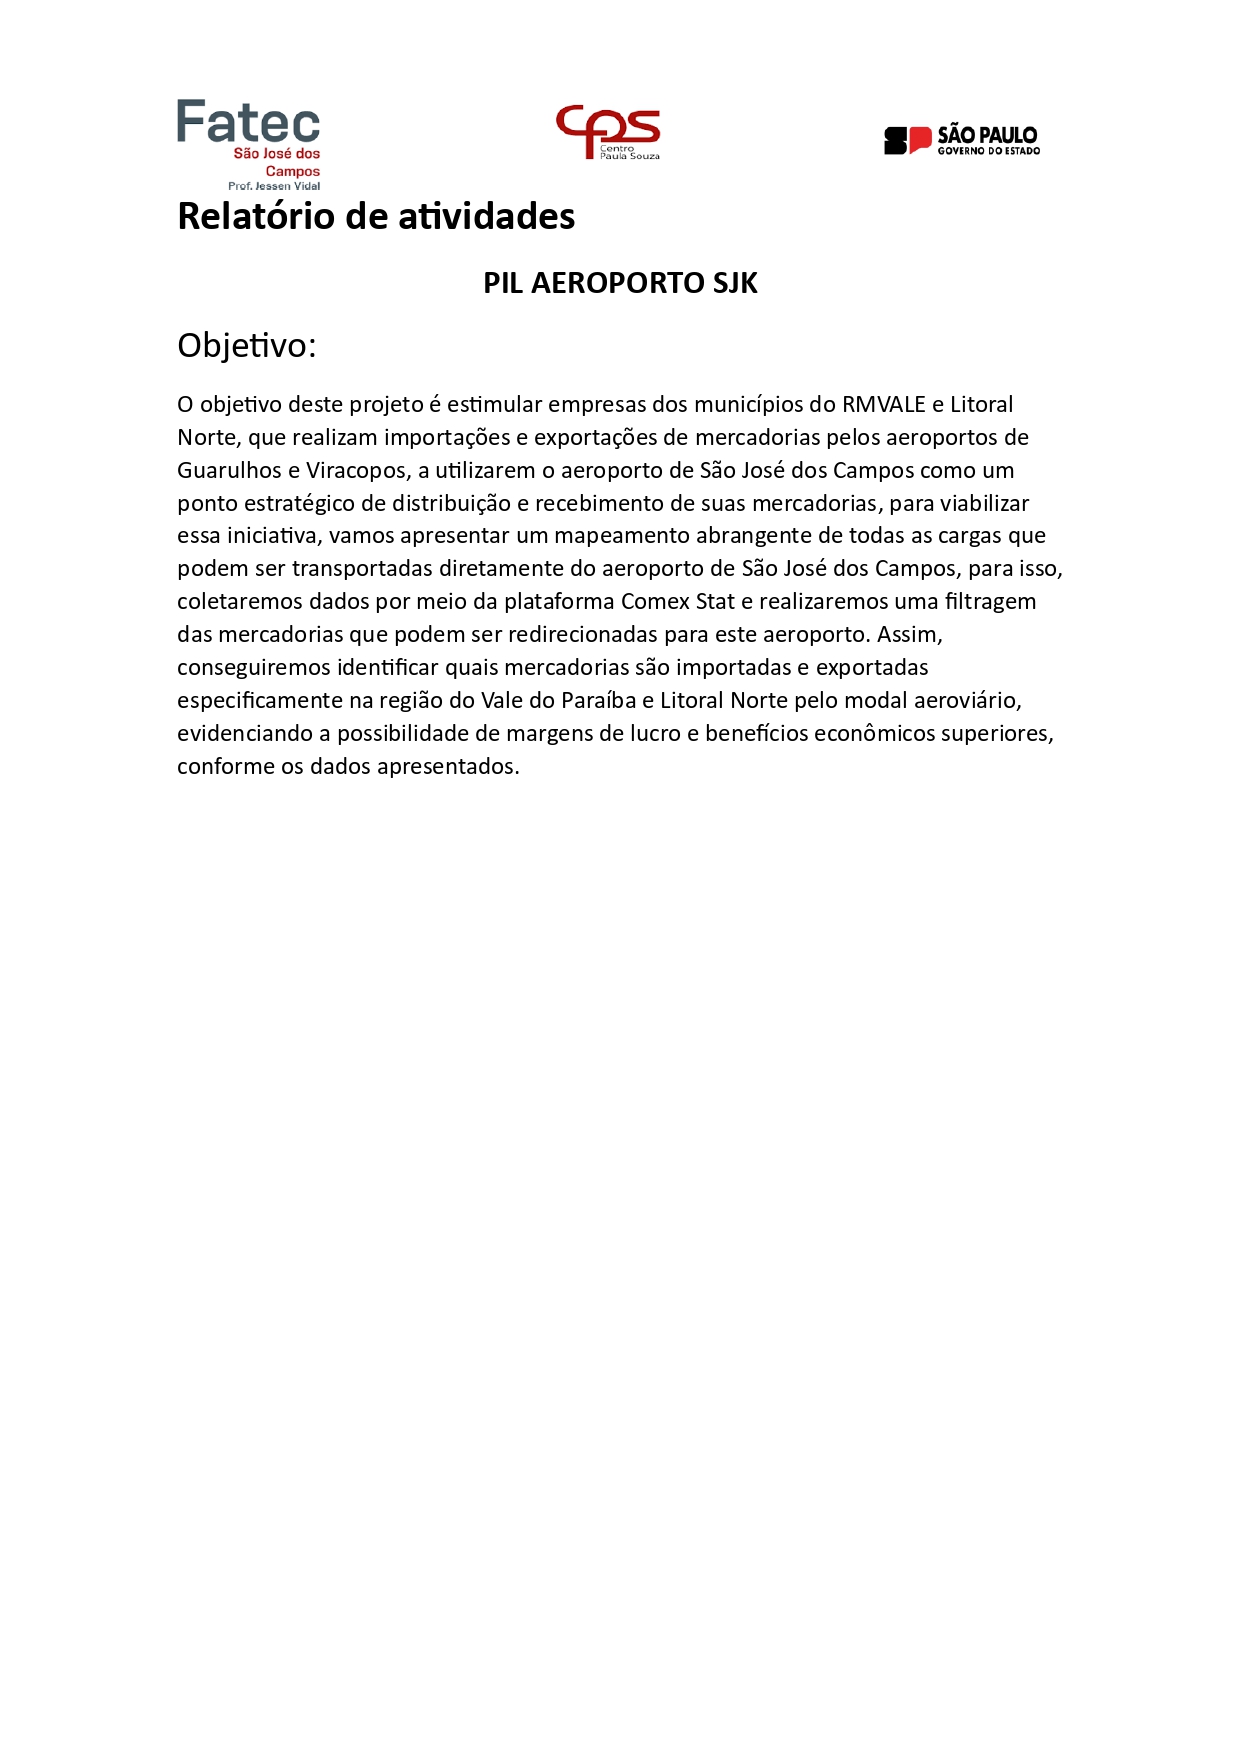 Fatec
São José dos
Campos
Prof. Jessen Vidal
cps
Centro
Paula Souza
SP SÃO PAULO
GOVERNO DO ESTADO
Relatório de atividades
PIL AEROPORTO SJK
Objetivo:
O objetivo deste projeto é estimular empresas dos municípios do RMVALE e Litoral
Norte, que realizam importações e exportações de mercadorias pelos aeroportos de
Guarulhos e Viracopos, a utilizarem o aeroporto de São José dos Campos como um
ponto estratégico de distribuição e recebimento de suas mercadorias, para viabilizar
essa iniciativa, vamos apresentar um mapeamento abrangente de todas as cargas que
podem ser transportadas diretamente do aeroporto de São José dos Campos, para isso,
coletaremos dados por meio da plataforma Comex Stat e realizaremos uma filtragem
das mercadorias que podem ser redirecionadas para este aeroporto. Assim,
conseguiremos identificar quais mercadorias são importadas e exportadas
especificamente na região do Vale do Paraíba e Litoral Norte pelo modal aeroviário,
evidenciando a possibilidade de margens de lucro e benefícios econômicos superiores,
conforme os dados apresentados.